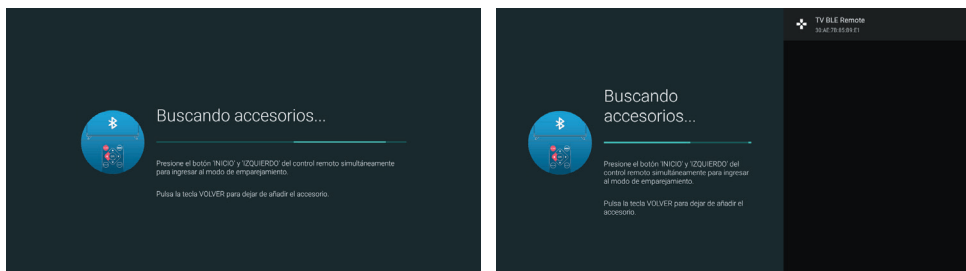 Buscando accesorios...
Presione el botón 'INICIO' y 'IZQUIERDO' del control remoto simultáneamente
para ingresar al modo de emparejamiento.
Pulsa la tecla VOLVER para dejar de añadir el accesorio.
Buscando
accesorios...
Presione el botón 'INICIO' y 'IZQUIERDO' del
control remoto simultáneamente para ingresar
al modo de emparejamiento.
Pulsa la tecla VOLVER para dejar de añadir el
accesorio.
TV BLE Remote
30:AE:7B:85:B9:E1